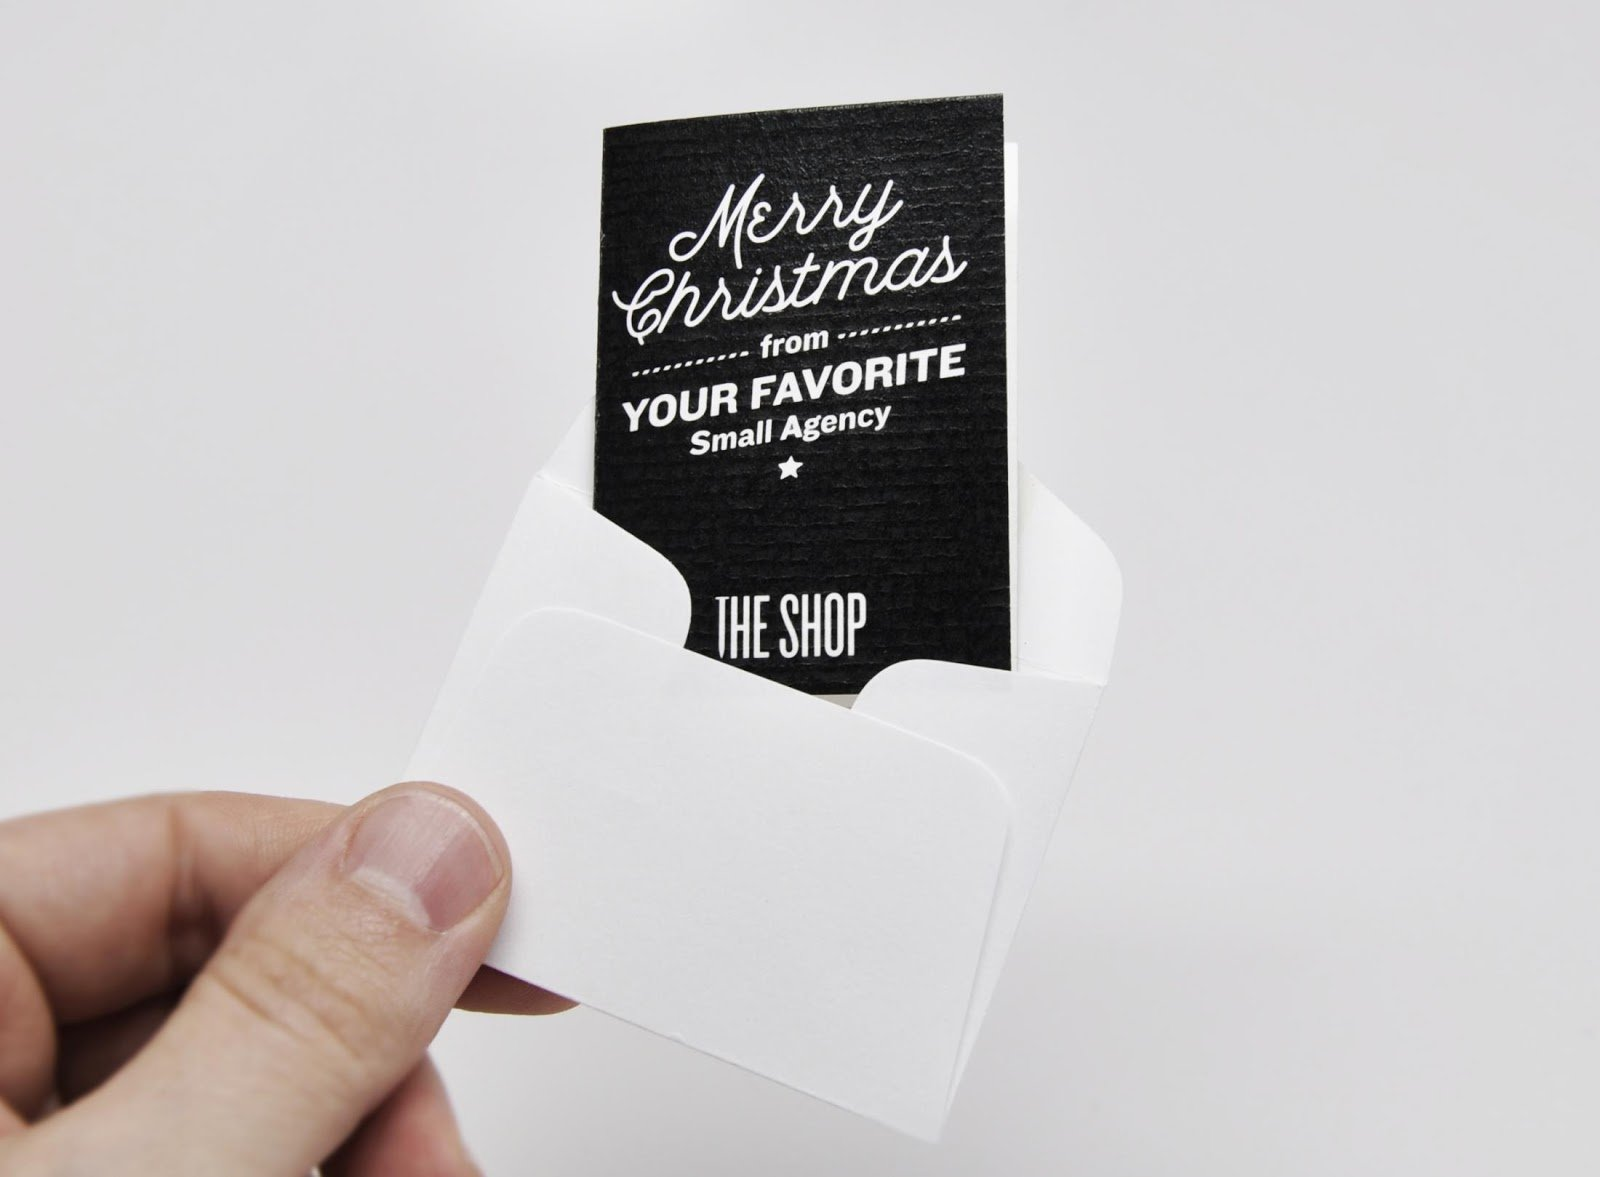 Merry
Christmas
from
YOUR FAVORITE
Small Agency
THE SHOP